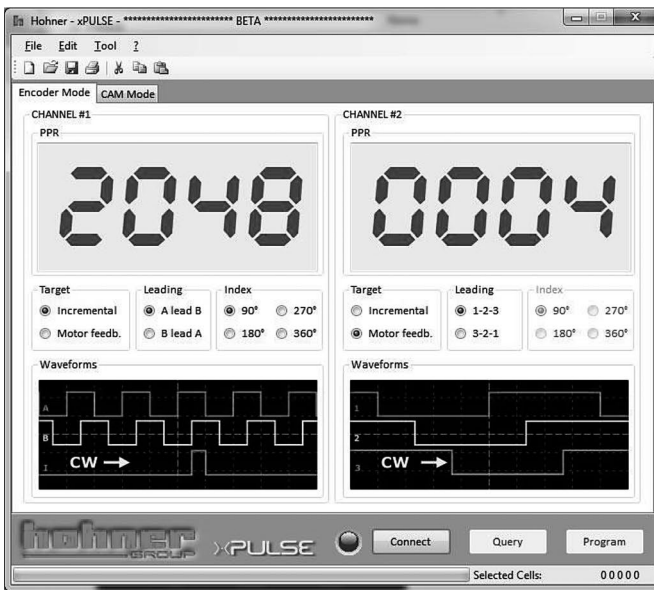 Hohner - xPULSE - ************************* BETA *************************
File Edit Tool ?
Encoder Mode CAM Mode
CHANNEL #1
PPR
2048
Target
Incremental
Motor feedb.
Leading
A lead B
B lead A
Index
90° 270°
180° 360°
Waveforms
A
B
I
CW
CHANNEL #2
PPR
0004
Target
Incremental
Motor feedb.
Leading
1-2-3
3-2-1
Index
90° 270°
180° 360°
Waveforms
1
2
3
CW
hohner GROUP xPULSE Connect Query Program
Selected Cells: 00000